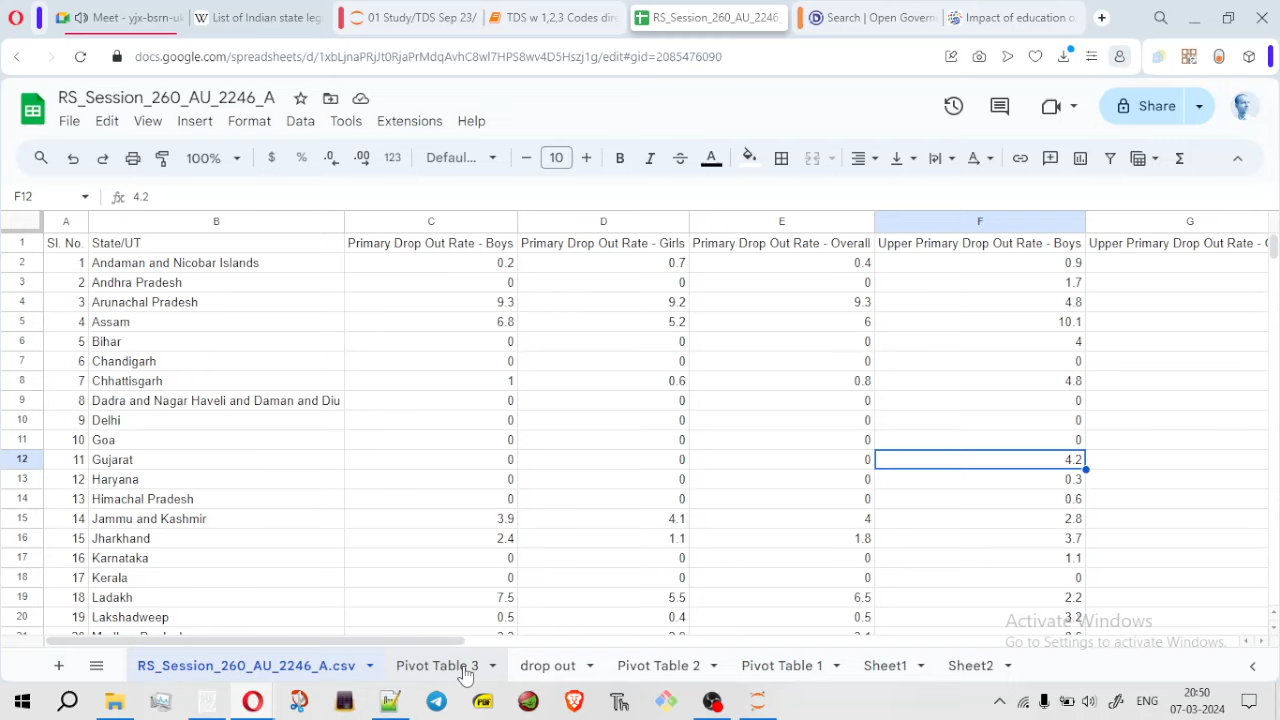 Meet - yjx-bsrn-uk
List of Indian state leg
01 Study/TDS Sep 23/
TDS w 1,2,3 Codes dir
RS_Session_260_AU_2246_
Search | Open Govern
Impact of education o
docs.google.com/spreadsheets/d/1xbLjnaPRiJt0RjaPrMdqAvhC8wl7HPS8wv4D5Hszj1g/edit#gid=2085476090
RS_Session_260_AU_2246_A
Share
File Edit View Insert Format Data Tools Extensions Help
100% $ % .0 .00 123 Defaul... 10 B I A
F12 fx 4.2
A B C D E F G
1 Sl. No. State/UT Primary Drop Out Rate - Boys Primary Drop Out Rate - Girls Primary Drop Out Rate - Overall Upper Primary Drop Out Rate - Boys Upper Primary Drop Out Rate - G
2 1 Andaman and Nicobar Islands 0.2 0.7 0.4 0.9
3 2 Andhra Pradesh 0 0 0 1.7
4 3 Arunachal Pradesh 9.3 9.2 9.3 4.8
5 4 Assam 6.8 5.2 6 10.1
6 5 Bihar 0 0 0 4
7 6 Chandigarh 0 0 0 0
8 7 Chhattisgarh 1 0.6 0.8 4.8
9 8 Dadra and Nagar Haveli and Daman and Diu 0 0 0 0
10 9 Delhi 0 0 0 0
11 10 Goa 0 0 0 0
12 11 Gujarat 0 0 0 4.2
13 12 Haryana 0 0 0 0.3
14 13 Himachal Pradesh 0 0 0 0.6
15 14 Jammu and Kashmir 3.9 4.1 4 2.8
16 15 Jharkhand 2.4 1.1 1.8 3.7
17 16 Karnataka 0 0 0 1.1
18 17 Kerala 0 0 0 0
19 18 Ladakh 7.5 5.5 6.5 2.2
20 19 Lakshadweep 0.5 0.4 0.5 3.2
Activate Windows
Go to Settings to activate Windows.
RS_Session_260_AU_2246_A.csv Pivot Table 3 drop out Pivot Table 2 Pivot Table 1 Sheet1 Sheet2
ENG
20:50
07-03-2024